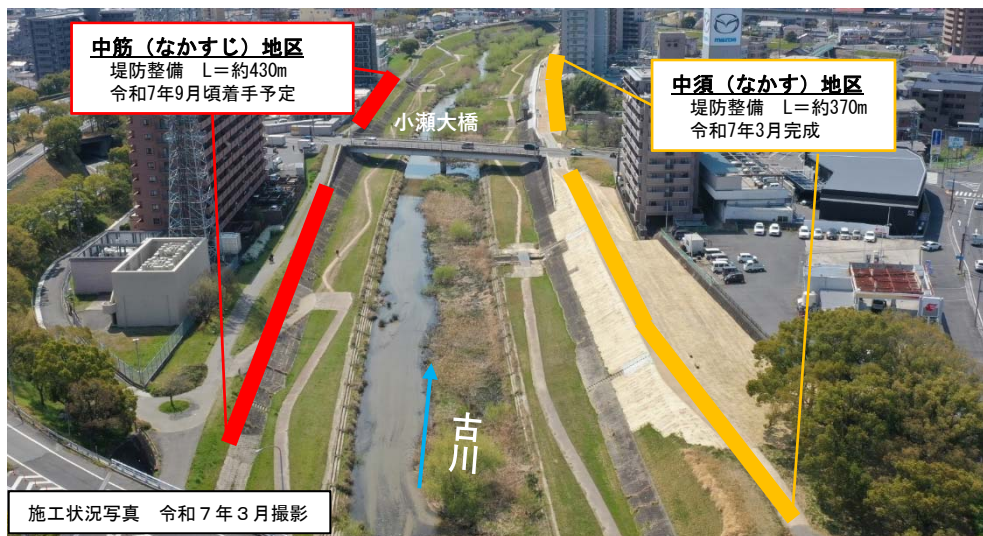 中筋（なかすじ）地区
堤防整備　L＝約430m
令和7年9月頃着手予定
mazda
中須（なかす）地区
堤防整備　L＝約370m
令和7年3月完成
小瀬大橋
古川
施工状況写真　令和７年３月撮影